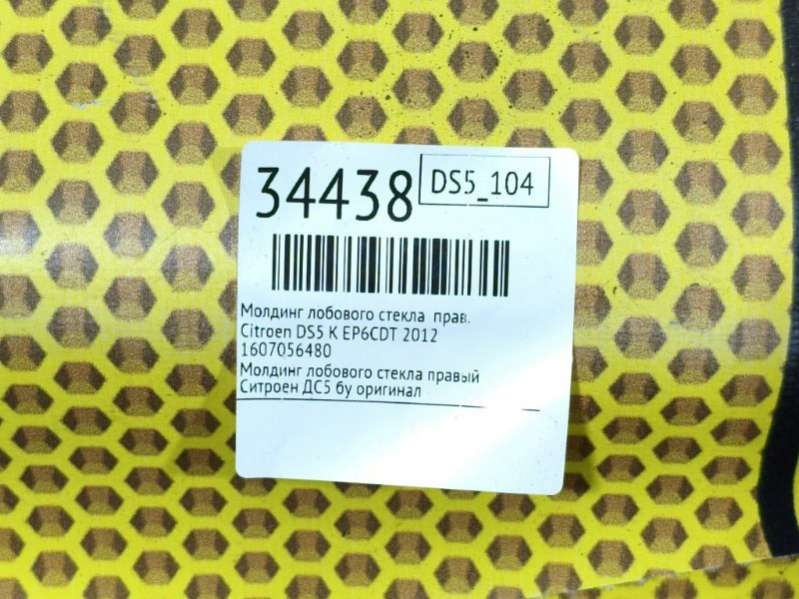 34438
DS5_104
Молдинг лобового стекла прав.
Citroen DS5 K EP6CDT 2012
1607056480
Молдинг лобового стекла правый
Ситроен ДС5 бу оригинал